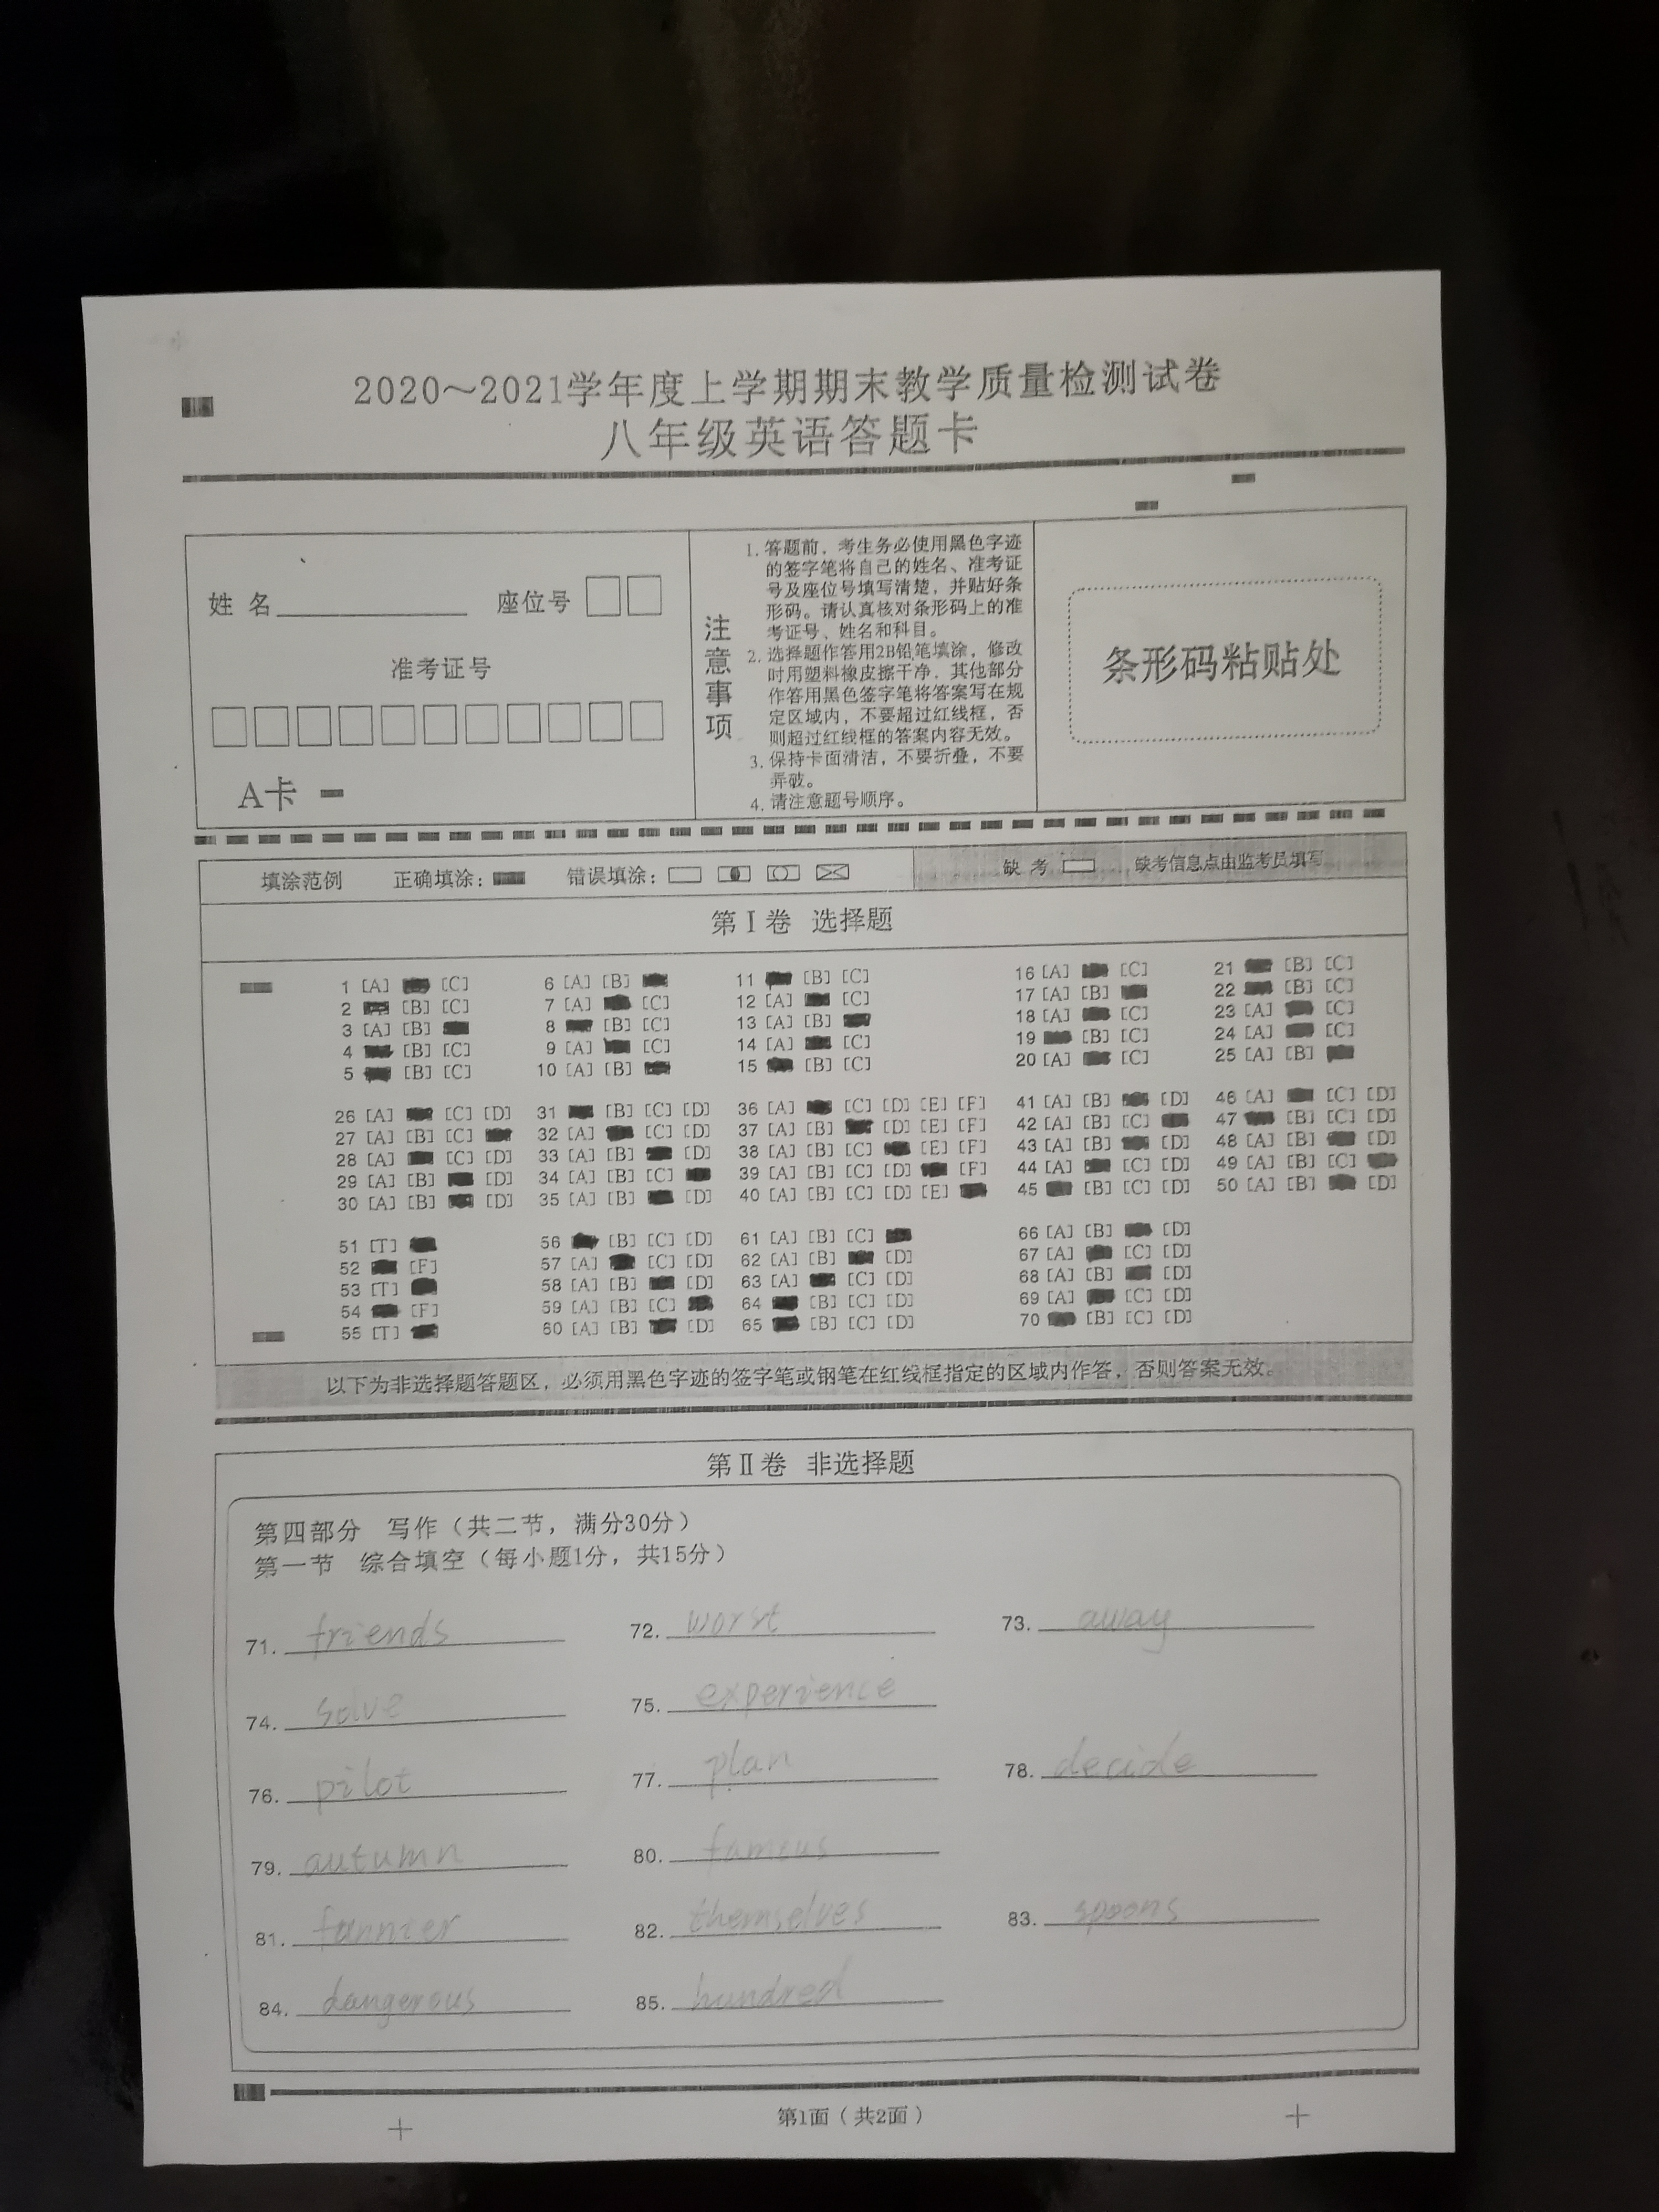 2020～2021学年度上学期期末教学质量检测试卷
八年级英语答题卡
姓 名 座位号
准考证号
A卡
注意事项
1. 答题前，考生务必使用黑色字迹
的签字笔将自己的姓名、准考证
号及座位号填写清楚，并贴好条
形码。请认真核对条形码上的准
考证号、姓名和科目。
2. 选择题作答用2B铅笔填涂，修改
时用塑料橡皮擦干净，其他部分
作答用黑色签字笔将答案写在规
定区域内，不要超过红线框，否
则超过红线框的答案内容无效。
3. 保持卡面清洁，不要折叠，不要
弄破。
4. 请注意题号顺序。
条形码粘贴处
填涂范例 正确填涂： 错误填涂： 缺 考 缺考信息点由监考员填写
第Ⅰ卷 选择题
1 [A] [C] 6 [A] [B] 11 [B] [C] 16 [A] [C] 21 [B] [C]
2 [B] [C] 7 [A] [C] 12 [A] [C] 17 [A] [B] 22 [B] [C]
3 [A] [B] 8 [B] [C] 13 [A] [B] 18 [A] [C] 23 [A] [C]
4 [B] [C] 9 [A] [C] 14 [A] [C] 19 [B] [C] 24 [A] [C]
5 [B] [C] 10 [A] [B] 15 [B] [C] 20 [A] [C] 25 [A] [B]
26 [A] [C] [D] 31 [B] [C] [D] 36 [A] [C] [D] [E] [F] 41 [A] [B] [D] 46 [A] [C] [D]
27 [A] [B] [C] 32 [A] [C] [D] 37 [A] [B] [D] [E] [F] 42 [A] [B] [C] 47 [B] [C] [D]
28 [A] [C] [D] 33 [A] [B] [D] 38 [A] [B] [C] [E] [F] 43 [A] [B] [D] 48 [A] [B] [D]
29 [A] [B] [D] 34 [A] [B] [C] 39 [A] [B] [C] [D] [F] 44 [A] [C] [D] 49 [A] [B] [C]
30 [A] [B] [D] 35 [A] [B] [D] 40 [A] [B] [C] [D] [E] 45 [B] [C] [D] 50 [A] [B] [D]
51 [T] 56 [B] [C] [D] 61 [A] [B] [C] 66 [A] [B] [D]
52 [F] 57 [A] [C] [D] 62 [A] [B] [D] 67 [A] [C] [D]
53 [T] 58 [A] [B] [D] 63 [A] [C] [D] 68 [A] [B] [D]
54 [F] 59 [A] [B] [C] 64 [B] [C] [D] 69 [A] [C] [D]
55 [T] 60 [A] [B] [D] 65 [B] [C] [D] 70 [B] [C] [D]
以下为非选择题答题区，必须用黑色字迹的签字笔或钢笔在红线框指定的区域内作答，否则答案无效。
第Ⅱ卷 非选择题
第四部分 写作（共二节，满分30分）
第一节 综合填空（每小题1分，共15分）
71. friends 72. worst 73. away
74. solve 75. experience
76. pilot 77. plan 78. decide
79. autumn 80. famous
81. funnier 82. themselves 83. spoons
84. dangerous 85. hundred
第1面（共2面）